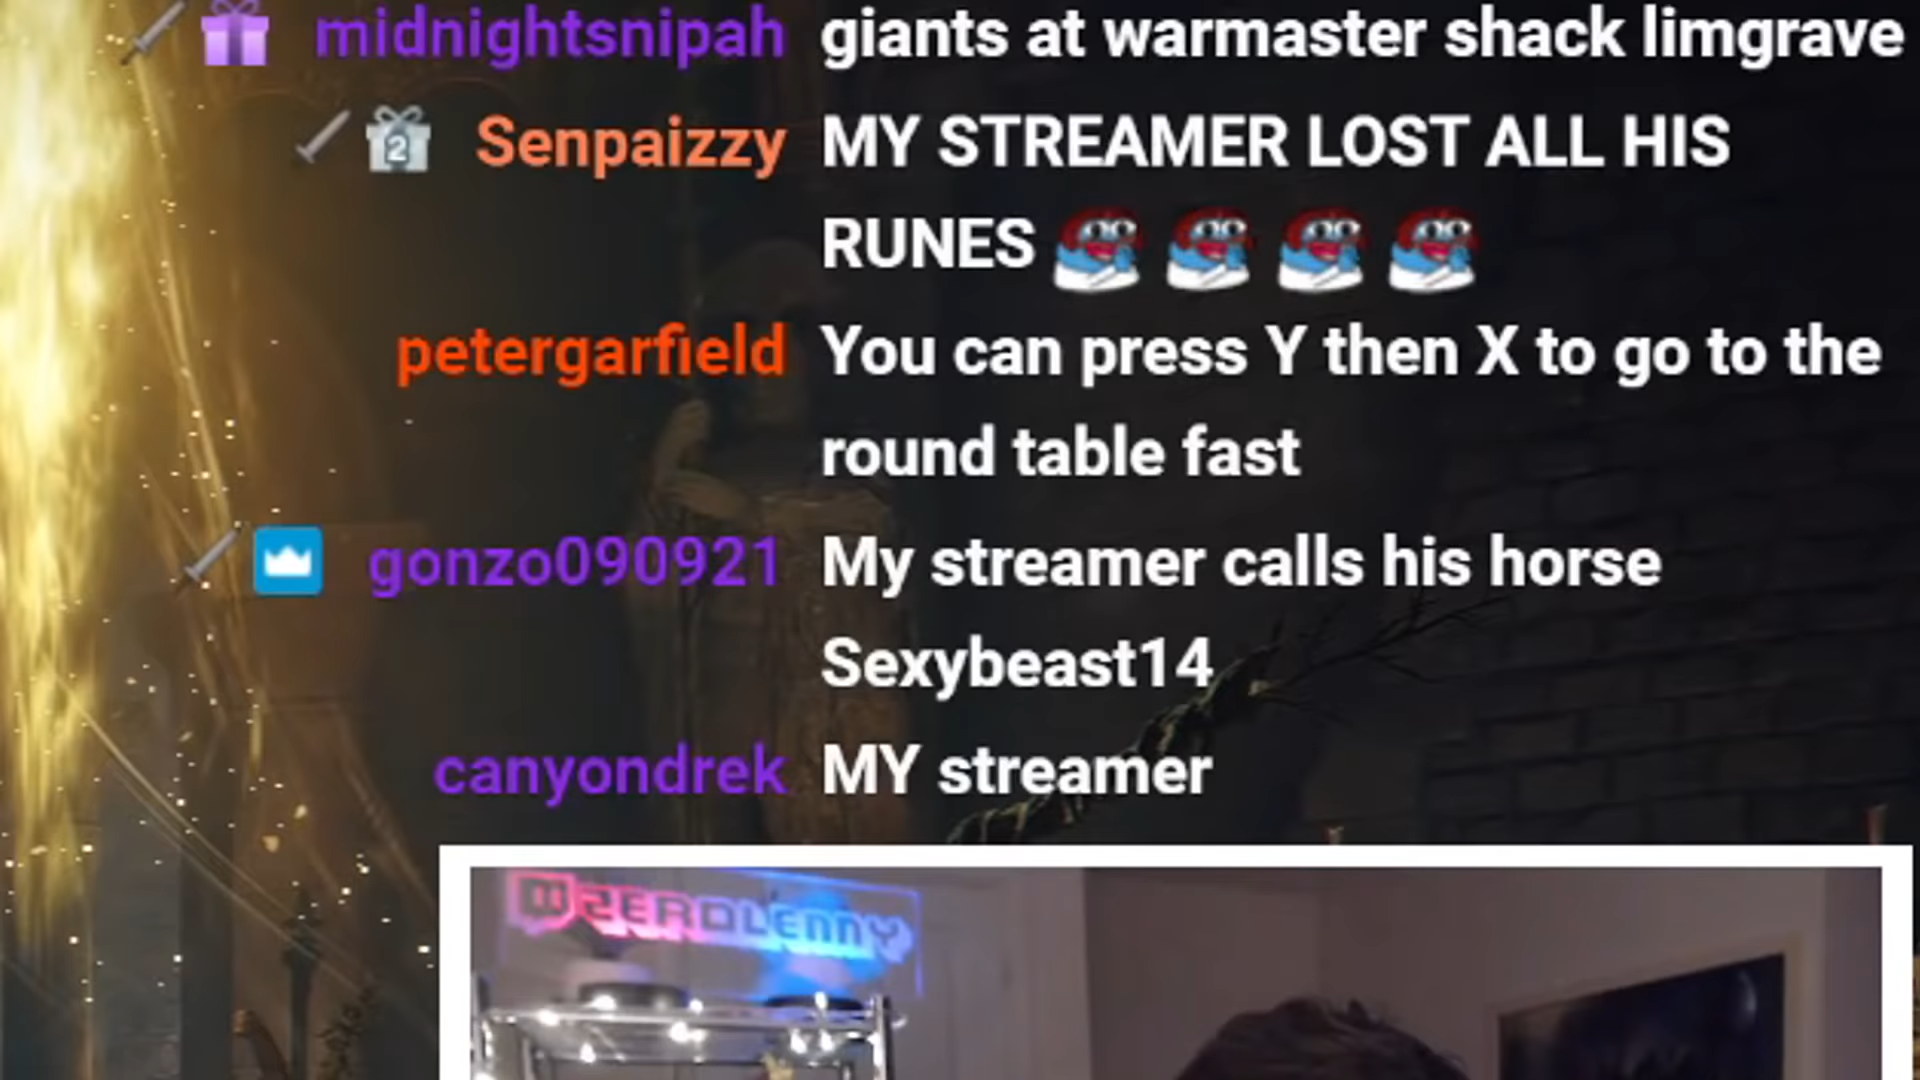 midnightsnipah giants at warmaster shack limgrave
2 Senpaizzy MY STREAMER LOST ALL HIS
RUNES
petergarfield You can press Y then X to go to the
round table fast
gonzo090921 My streamer calls his horse
Sexybeast14
canyondrek MY streamer
ZEROLENNY